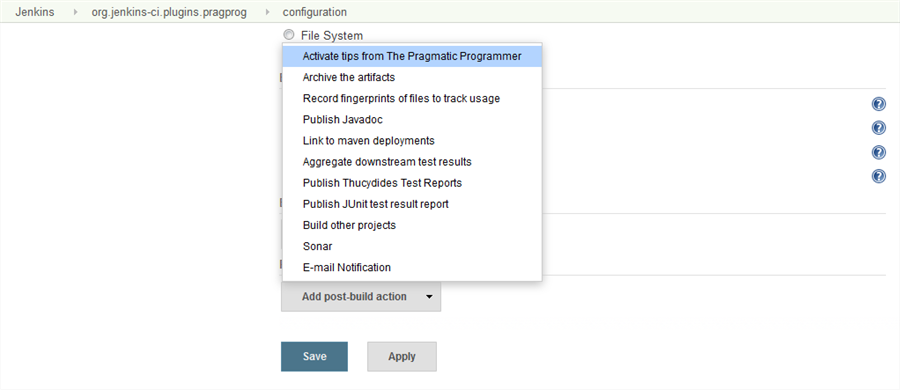 Jenkins org.jenkins-ci.plugins.pragprog configuration
File System
Activate tips from The Pragmatic Programmer
Archive the artifacts
Record fingerprints of files to track usage
Publish Javadoc
Link to maven deployments
Aggregate downstream test results
Publish Thucydides Test Reports
Publish JUnit test result report
Build other projects
Sonar
E-mail Notification
Add post-build action
Save Apply